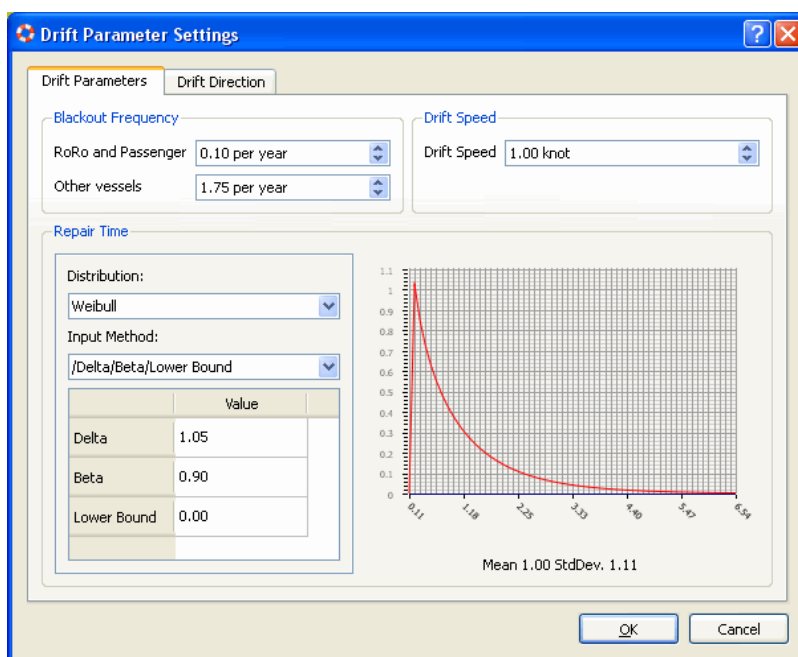 Drift Parameter Settings
Drift Parameters
Drift Direction
Blackout Frequency
RoRo and Passenger 0.10 per year
Other vessels 1.75 per year
Drift Speed
Drift Speed 1.00 knot
Repair Time
Distribution:
Weibull
Input Method:
/Delta/Beta/Lower Bound
Value
Delta 1.05
Beta 0.90
Lower Bound 0.00
1.1
1
0.9
0.8
0.7
0.6
0.5
0.4
0.3
0.2
0.1
0
0.11 1.18 2.25 3.33 4.40 5.47 6.54
Mean 1.00 StdDev. 1.11
OK
Cancel